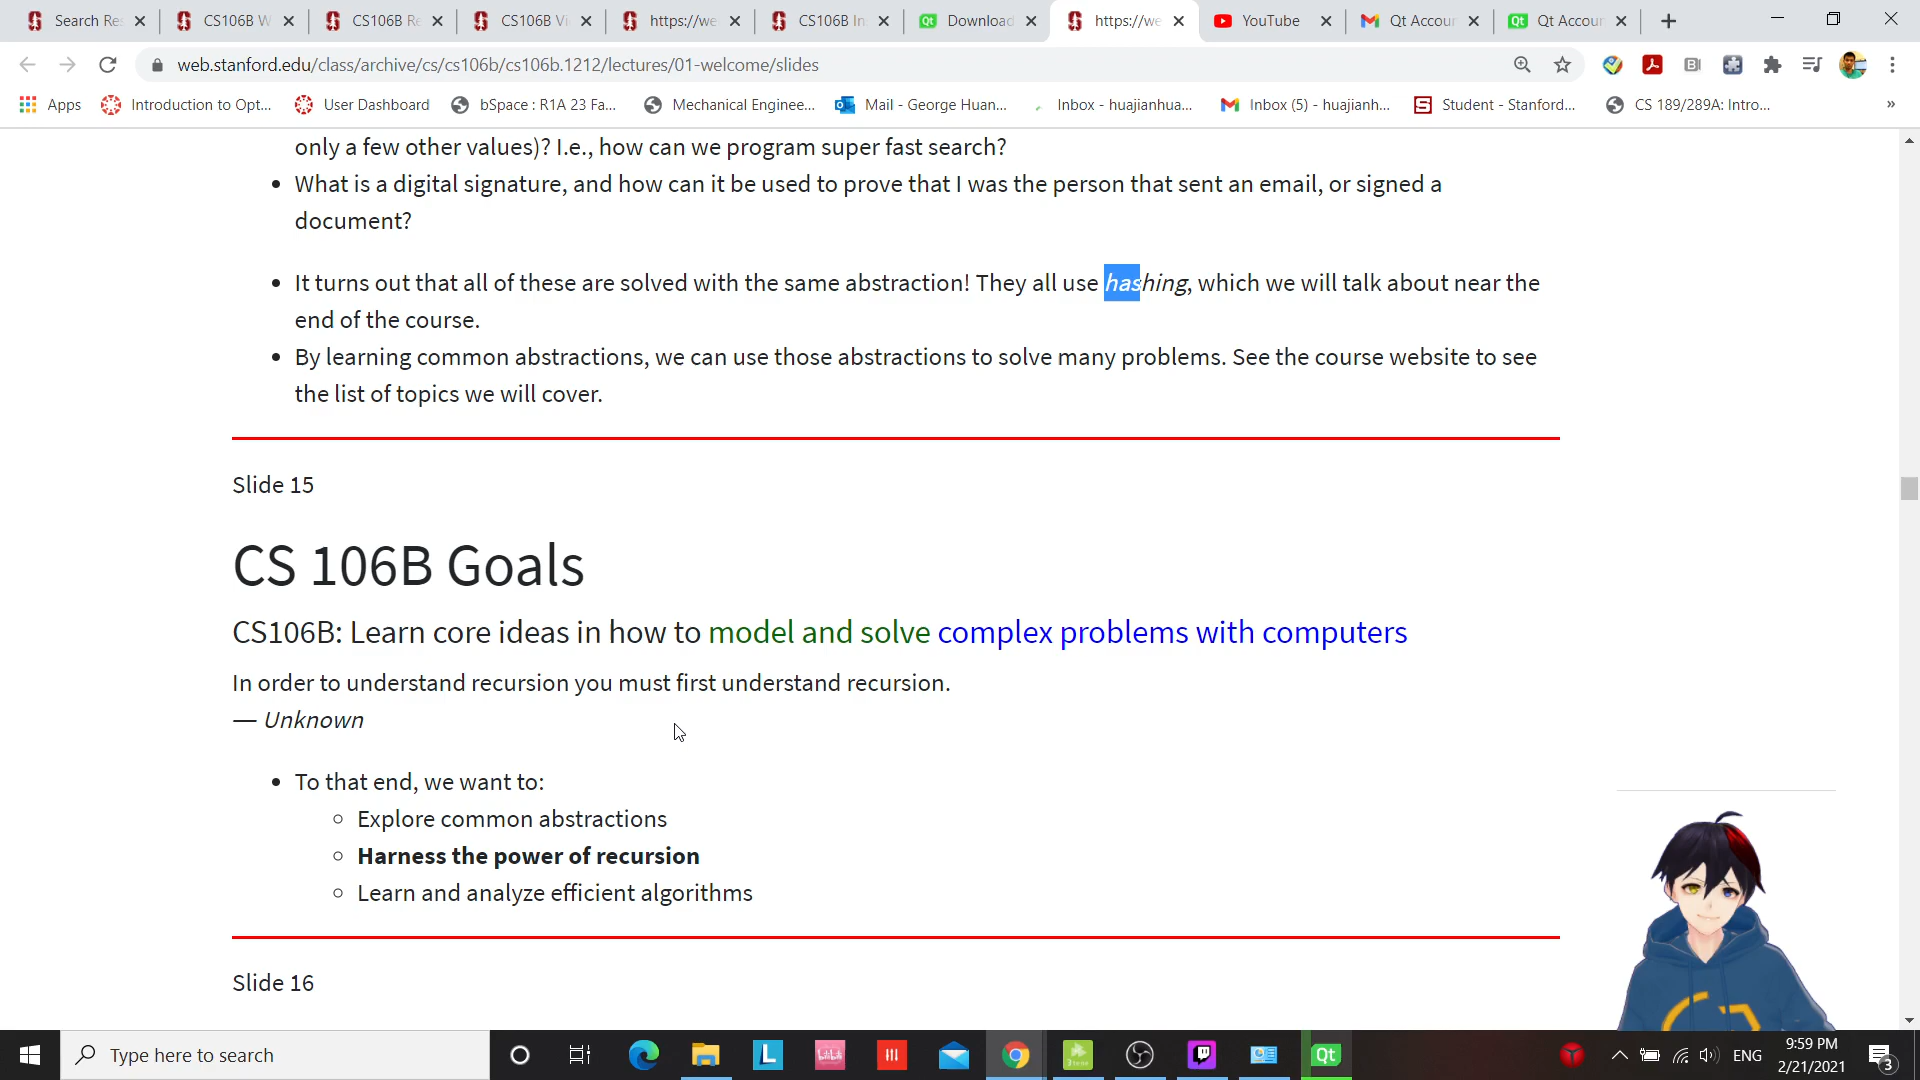 Search Re
CS106B W
CS106B Re
CS106B Vi
https://we
CS106B In
Download
https://we
YouTube
Qt Accour
Qt Accour
web.stanford.edu/class/archive/cs/cs106b/cs106b.1212/lectures/01-welcome/slides
Apps
Introduction to Opt...
User Dashboard
bSpace : R1A 23 Fa...
Mechanical Enginee...
Mail - George Huan...
Inbox - huajianhua...
Inbox (5) - huajianh...
Student - Stanford...
CS 189/289A: Intro...
»
only a few other values)? I.e., how can we program super fast search?
• What is a digital signature, and how can it be used to prove that I was the person that sent an email, or signed a
document?
• It turns out that all of these are solved with the same abstraction! They all use hashing, which we will talk about near the
end of the course.
• By learning common abstractions, we can use those abstractions to solve many problems. See the course website to see
the list of topics we will cover.
Slide 15
CS 106B Goals
CS106B: Learn core ideas in how to model and solve complex problems with computers
In order to understand recursion you must first understand recursion.
— Unknown
• To that end, we want to:
◦ Explore common abstractions
◦ Harness the power of recursion
◦ Learn and analyze efficient algorithms
Slide 16
Type here to search
L
Qt
ENG
9:59 PM
2/21/2021
3